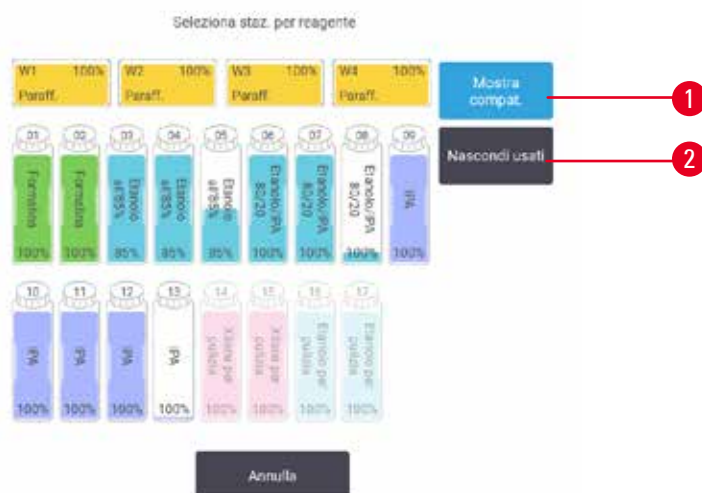 Seleziona staz. per reagente
W1 100% W2 100% W3 100% W4 100%
Paraff. Paraff. Paraff. Paraff.
Mostra
compat.
1
Nascondi usati
2
01 02 03 04 05 06 07 08 09
Formalina
Formalina
Etanolo
all'85%
Etanolo
all'85%
Etanolo
all'85%
Etanolo/IPA
80/20
Etanolo/IPA
80/20
Etanolo/IPA
80/20
IPA
100% 100% 85% 85% 85% 100% 100% 100% 100%
10 11 12 13 14 15 16 17
IPA
IPA
IPA
IPA
Xilene per
pulizia
Xilene per
pulizia
Etanolo per
pulizia
Etanolo per
pulizia
100% 100% 100% 100% 100% 100% 100% 100%
Annulla